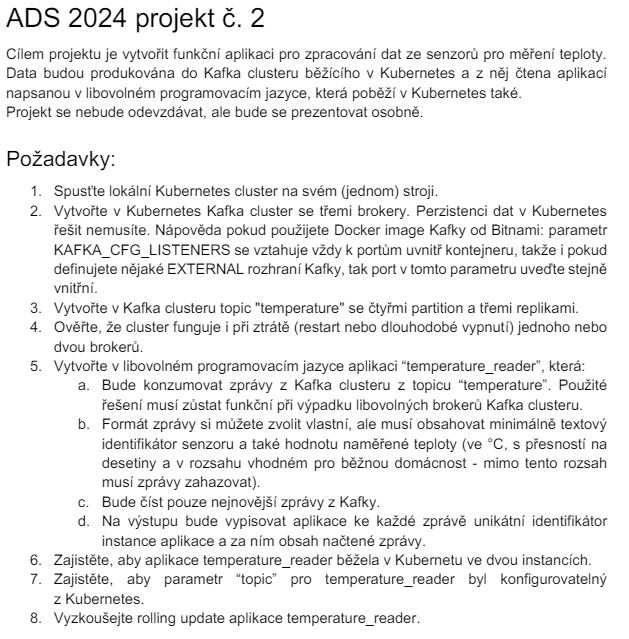 ADS 2024 projekt č. 2
Cílem projektu je vytvořit funkční aplikaci pro zpracování dat ze senzorů pro měření teploty.
Data budou produkována do Kafka clusteru běžícího v Kubernetes a z něj čtena aplikací
napsanou v libovolném programovacím jazyce, která poběží v Kubernetes také.
Projekt se nebude odevzdávat, ale bude se prezentovat osobně.
Požadavky:
1. Spusťte lokální Kubernetes cluster na svém (jednom) stroji.
2. Vytvořte v Kubernetes Kafka cluster se třemi brokery. Perzistenci dat v Kubernetes
řešit nemusíte. Nápověda pokud použijete Docker image Kafky od Bitnami: parametr
KAFKA_CFG_LISTENERS se vztahuje vždy k portům uvnitř kontejneru, takže i pokud
definujete nějaké EXTERNAL rozhraní Kafky, tak port v tomto parametru uveďte stejně
vnitřní.
3. Vytvořte v Kafka clusteru topic "temperature" se čtyřmi partition a třemi replikami.
4. Ověřte, že cluster funguje i při ztrátě (restart nebo dlouhodobé vypnutí) jednoho nebo
dvou brokerů.
5. Vytvořte v libovolném programovacím jazyce aplikaci “temperature_reader”, která:
a. Bude konzumovat zprávy z Kafka clusteru z topicu “temperature”. Použité
řešení musí zůstat funkční při výpadku libovolných brokerů Kafka clusteru.
b. Formát zprávy si můžete zvolit vlastní, ale musí obsahovat minimálně textový
identifikátor senzoru a také hodnotu naměřené teploty (ve °C, s přesností na
desetiny a v rozsahu vhodném pro běžnou domácnost - mimo tento rozsah
musí zprávy zahazovat).
c. Bude číst pouze nejnovější zprávy z Kafky.
d. Na výstupu bude vypisovat aplikace ke každé zprávě unikátní identifikátor
instance aplikace a za ním obsah načtené zprávy.
6. Zajistěte, aby aplikace temperature_reader běžela v Kubernetu ve dvou instancích.
7. Zajistěte, aby parametr “topic” pro temperature_reader byl konfigurovatelný
z Kubernetes.
8. Vyzkoušejte rolling update aplikace temperature_reader.